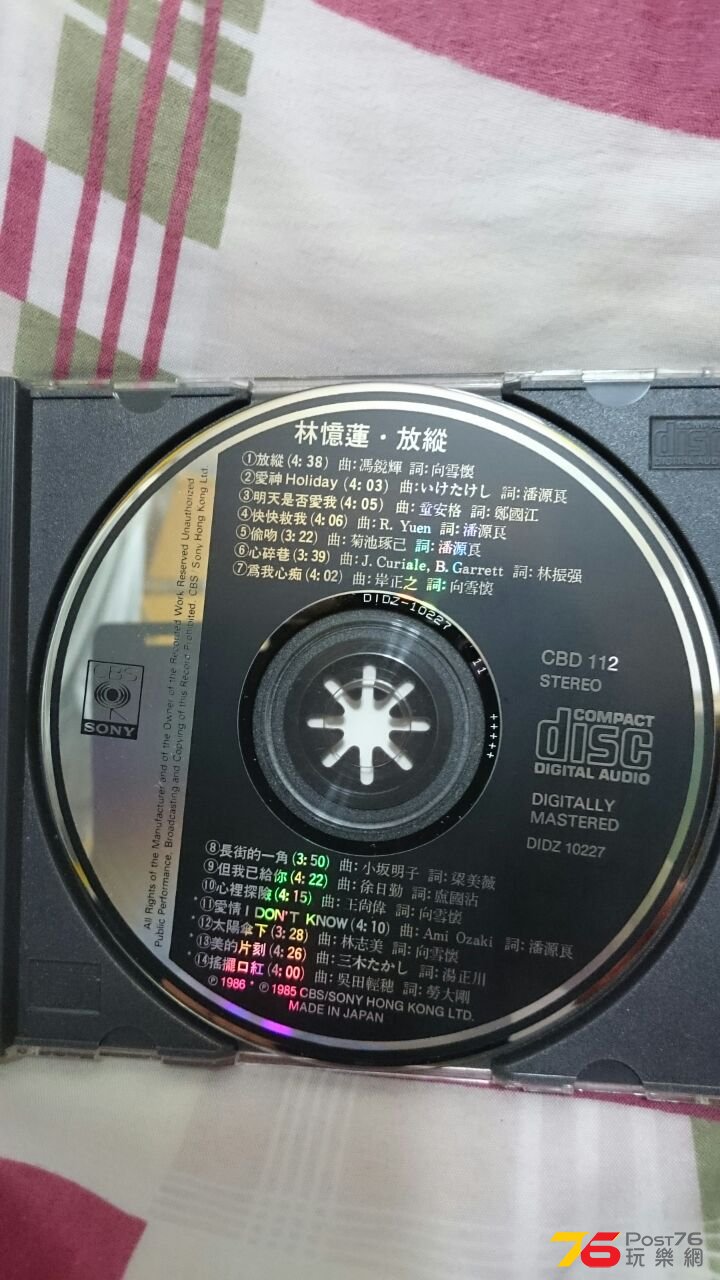 林憶蓮・放縱
①放縱(4: 38) 曲:馮鏡輝 詞:向雪懷
②愛神Holiday (4: 03) 曲:いけたけし 詞:潘源良
③明天是否愛我(4: 05) 曲:童安格 詞:鄭國江
④快快救我(4: 06) 曲:R. Yuen 詞:潘源良
⑤偷吻(3: 22) 曲:菊池琢己 詞:潘源良
⑥心碎巷(3: 39) 曲:J. Curiale, B. Garrett 詞:林振强
⑦爲我心痴(4: 02) 曲:岸正之 詞:向雪懷
DIDZ-10227 11 +++++
CBD 112
STEREO
COMPACT
disc
DIGITAL AUDIO
DIGITALLY
MASTERED
DIDZ 10227
CBS
SONY
All Rights of the Manufacturer and of the Owner of the Recorded Work Reserved Unauthorized
Public Performance, Broadcasting and Copying of this Record Prohibited. CBS / Sony Hong Kong Ltd.
⑧長街的一角(3: 50) 曲:小坂明子 詞:梁美薇
⑨但我已給你(4: 22) 曲:徐日勤 詞:盧國沾
⑩心裡探險(4: 15) 曲:王尚偉 詞:向雪懷
*⑪愛情 I DON'T KNOW (4: 10) 曲:Ami Ozaki 詞:潘源良
*⑫太陽傘下(3: 28) 曲:林志美 詞:向雪懷
*⑬美的片刻(4: 26) 曲:三木たかし 詞:湯正川
*⑭搖擺口紅(4: 00) 曲:吳田輕穂 詞:勞大剛
Ⓟ 1986 * Ⓟ 1985 CBS/SONY HONG KONG LTD.
MADE IN JAPAN
disc
76 POST76
玩樂網